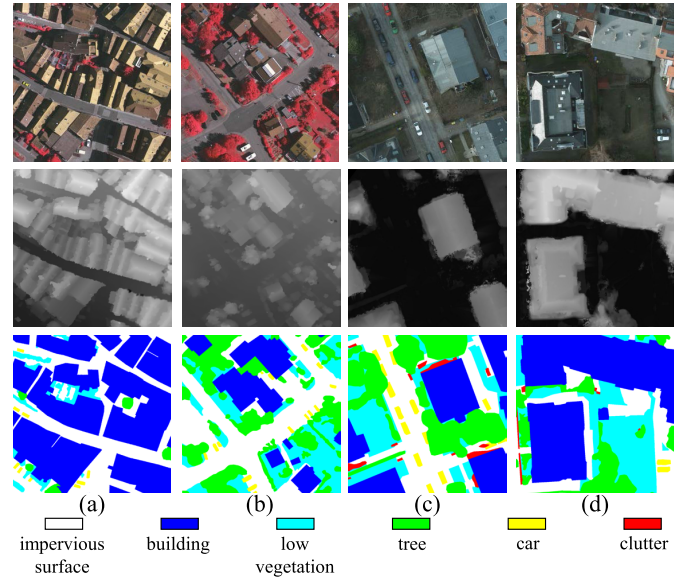 (a) (b) (c) (d)
impervious building low tree car clutter
surface vegetation